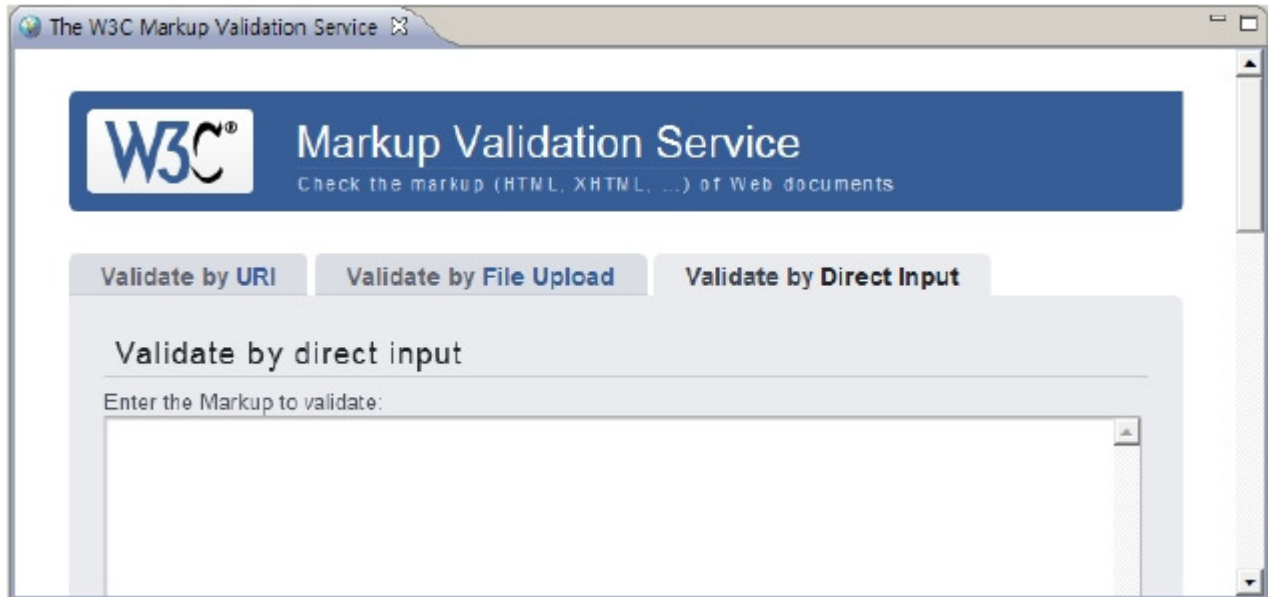 The W3C Markup Validation Service
W3C®
Markup Validation Service
Check the markup (HTML, XHTML, ...) of Web documents
Validate by URI Validate by File Upload Validate by Direct Input
Validate by direct input
Enter the Markup to validate: